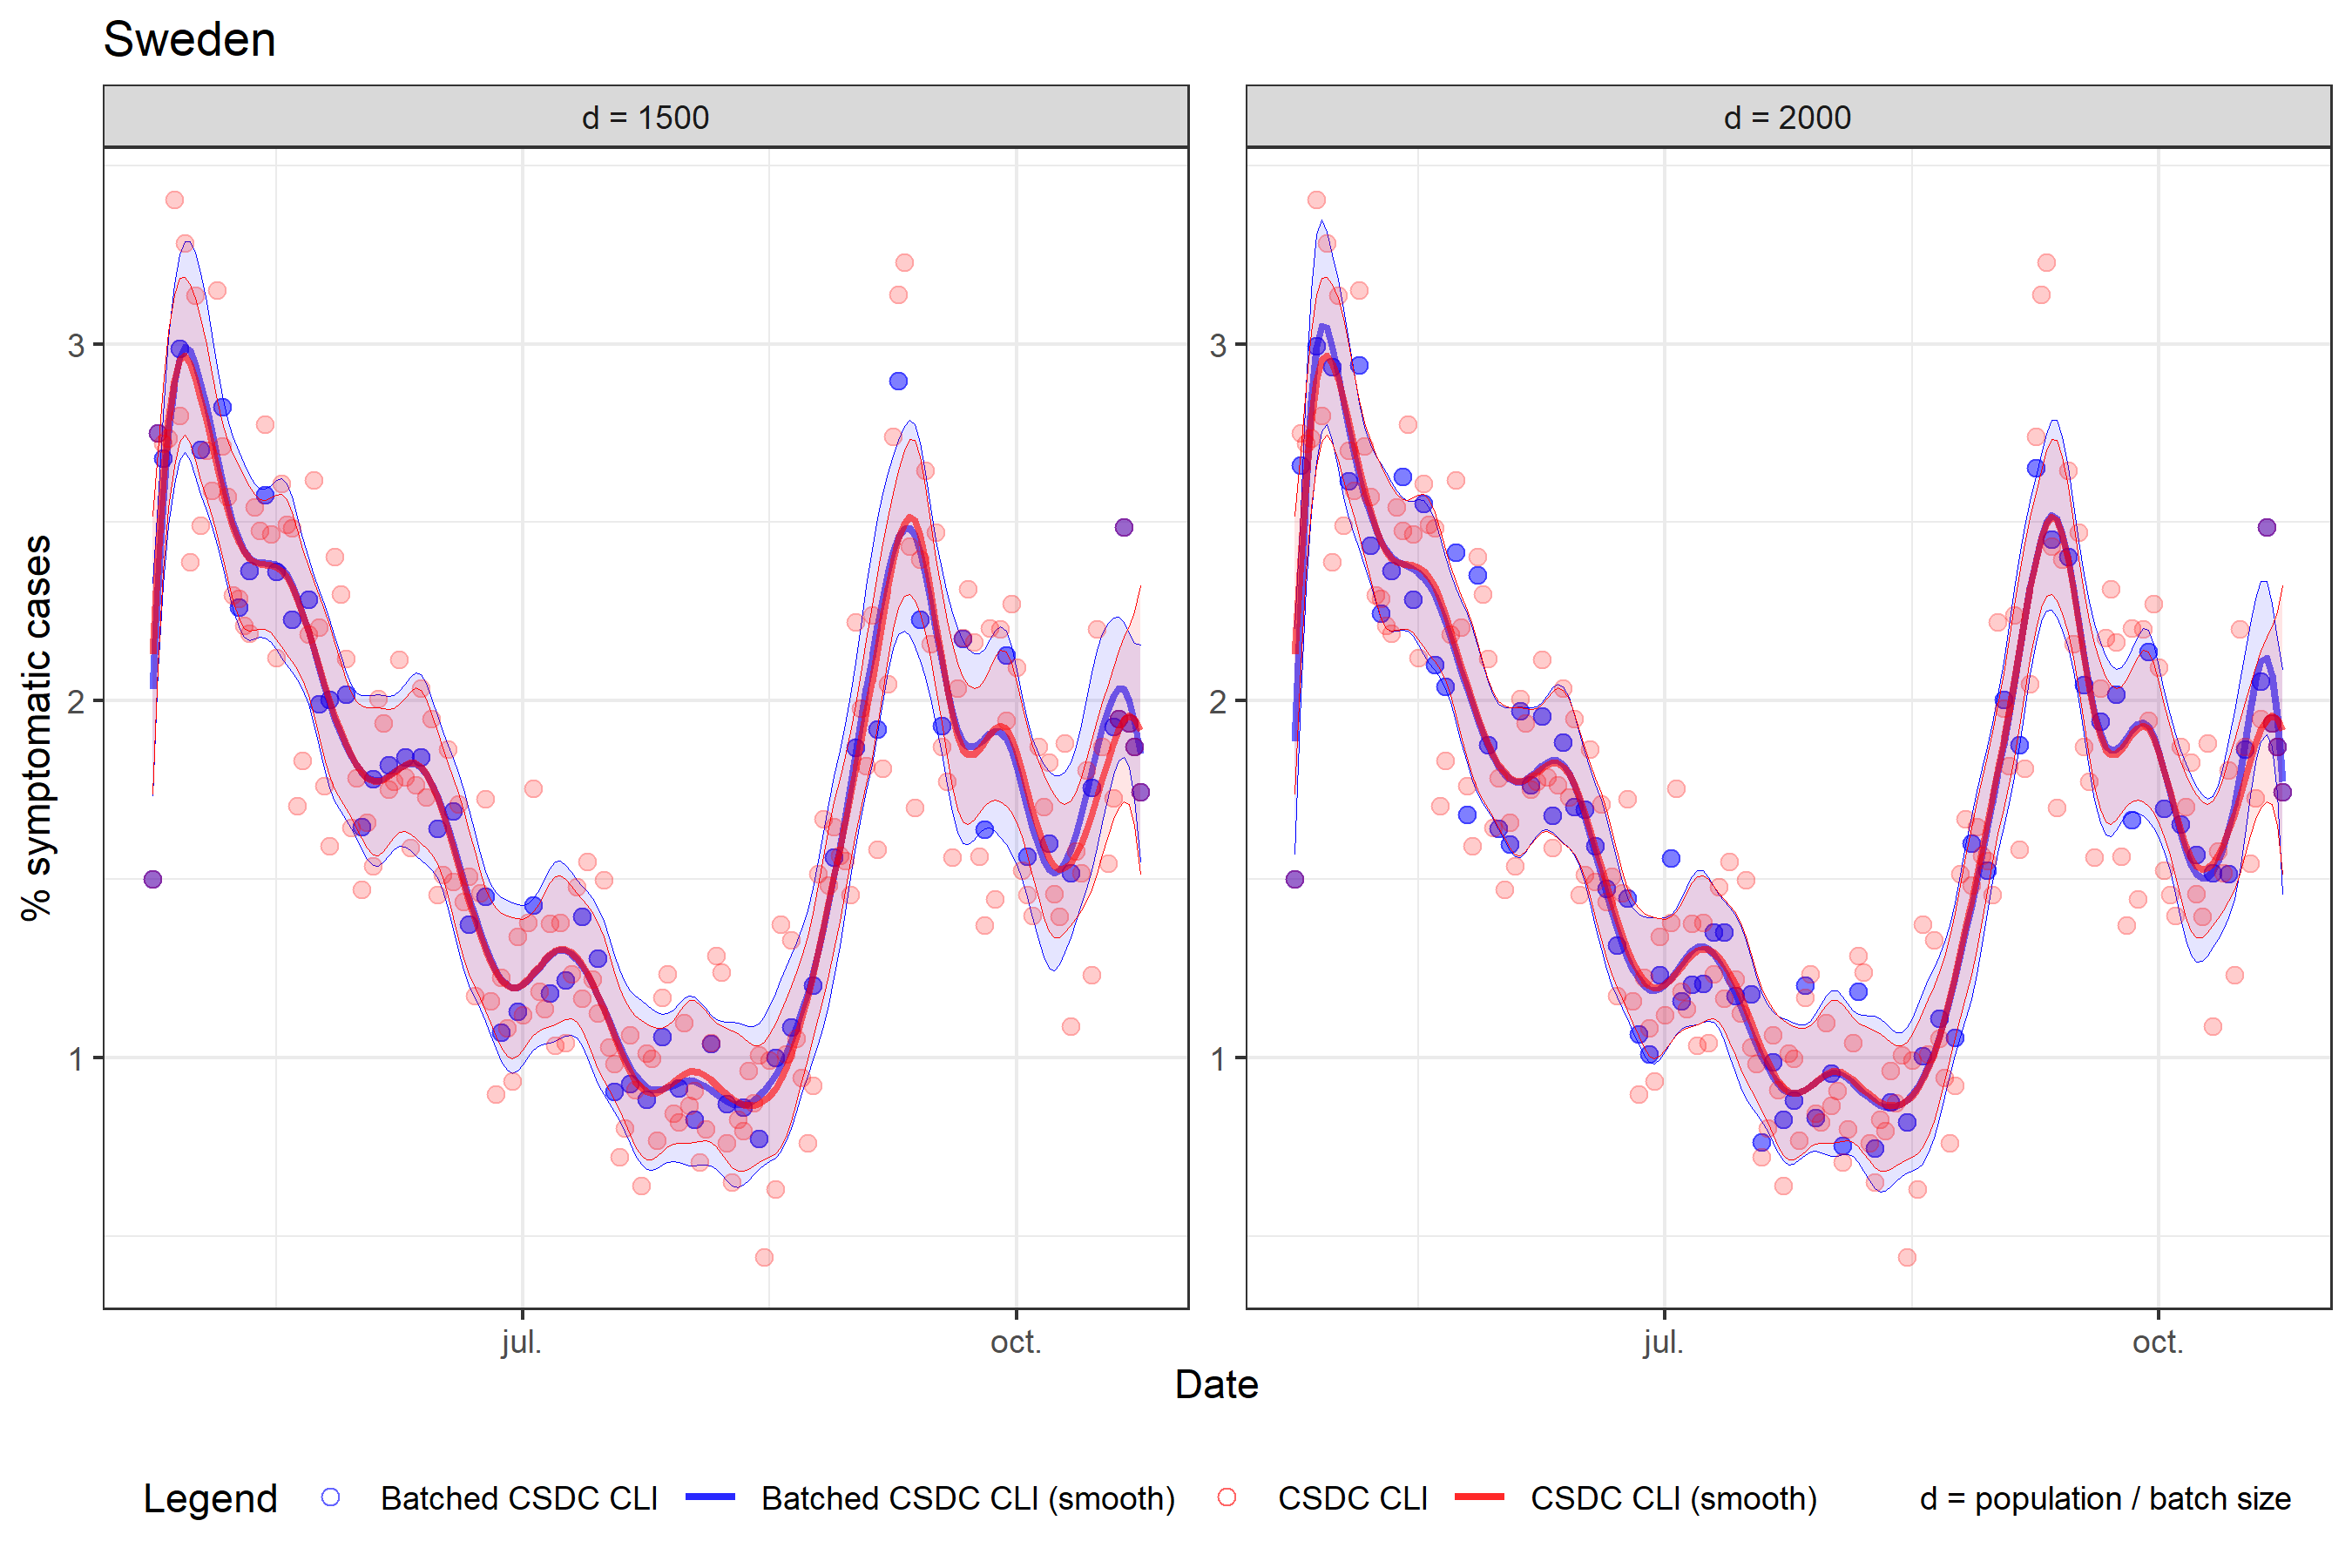 Sweden
d = 1500
d = 2000
% symptomatic cases
3
2
1
3
2
1
jul.
oct.
jul.
oct.
Date
Legend
Batched CSDC CLI
Batched CSDC CLI (smooth)
CSDC CLI
CSDC CLI (smooth)
d = population / batch size